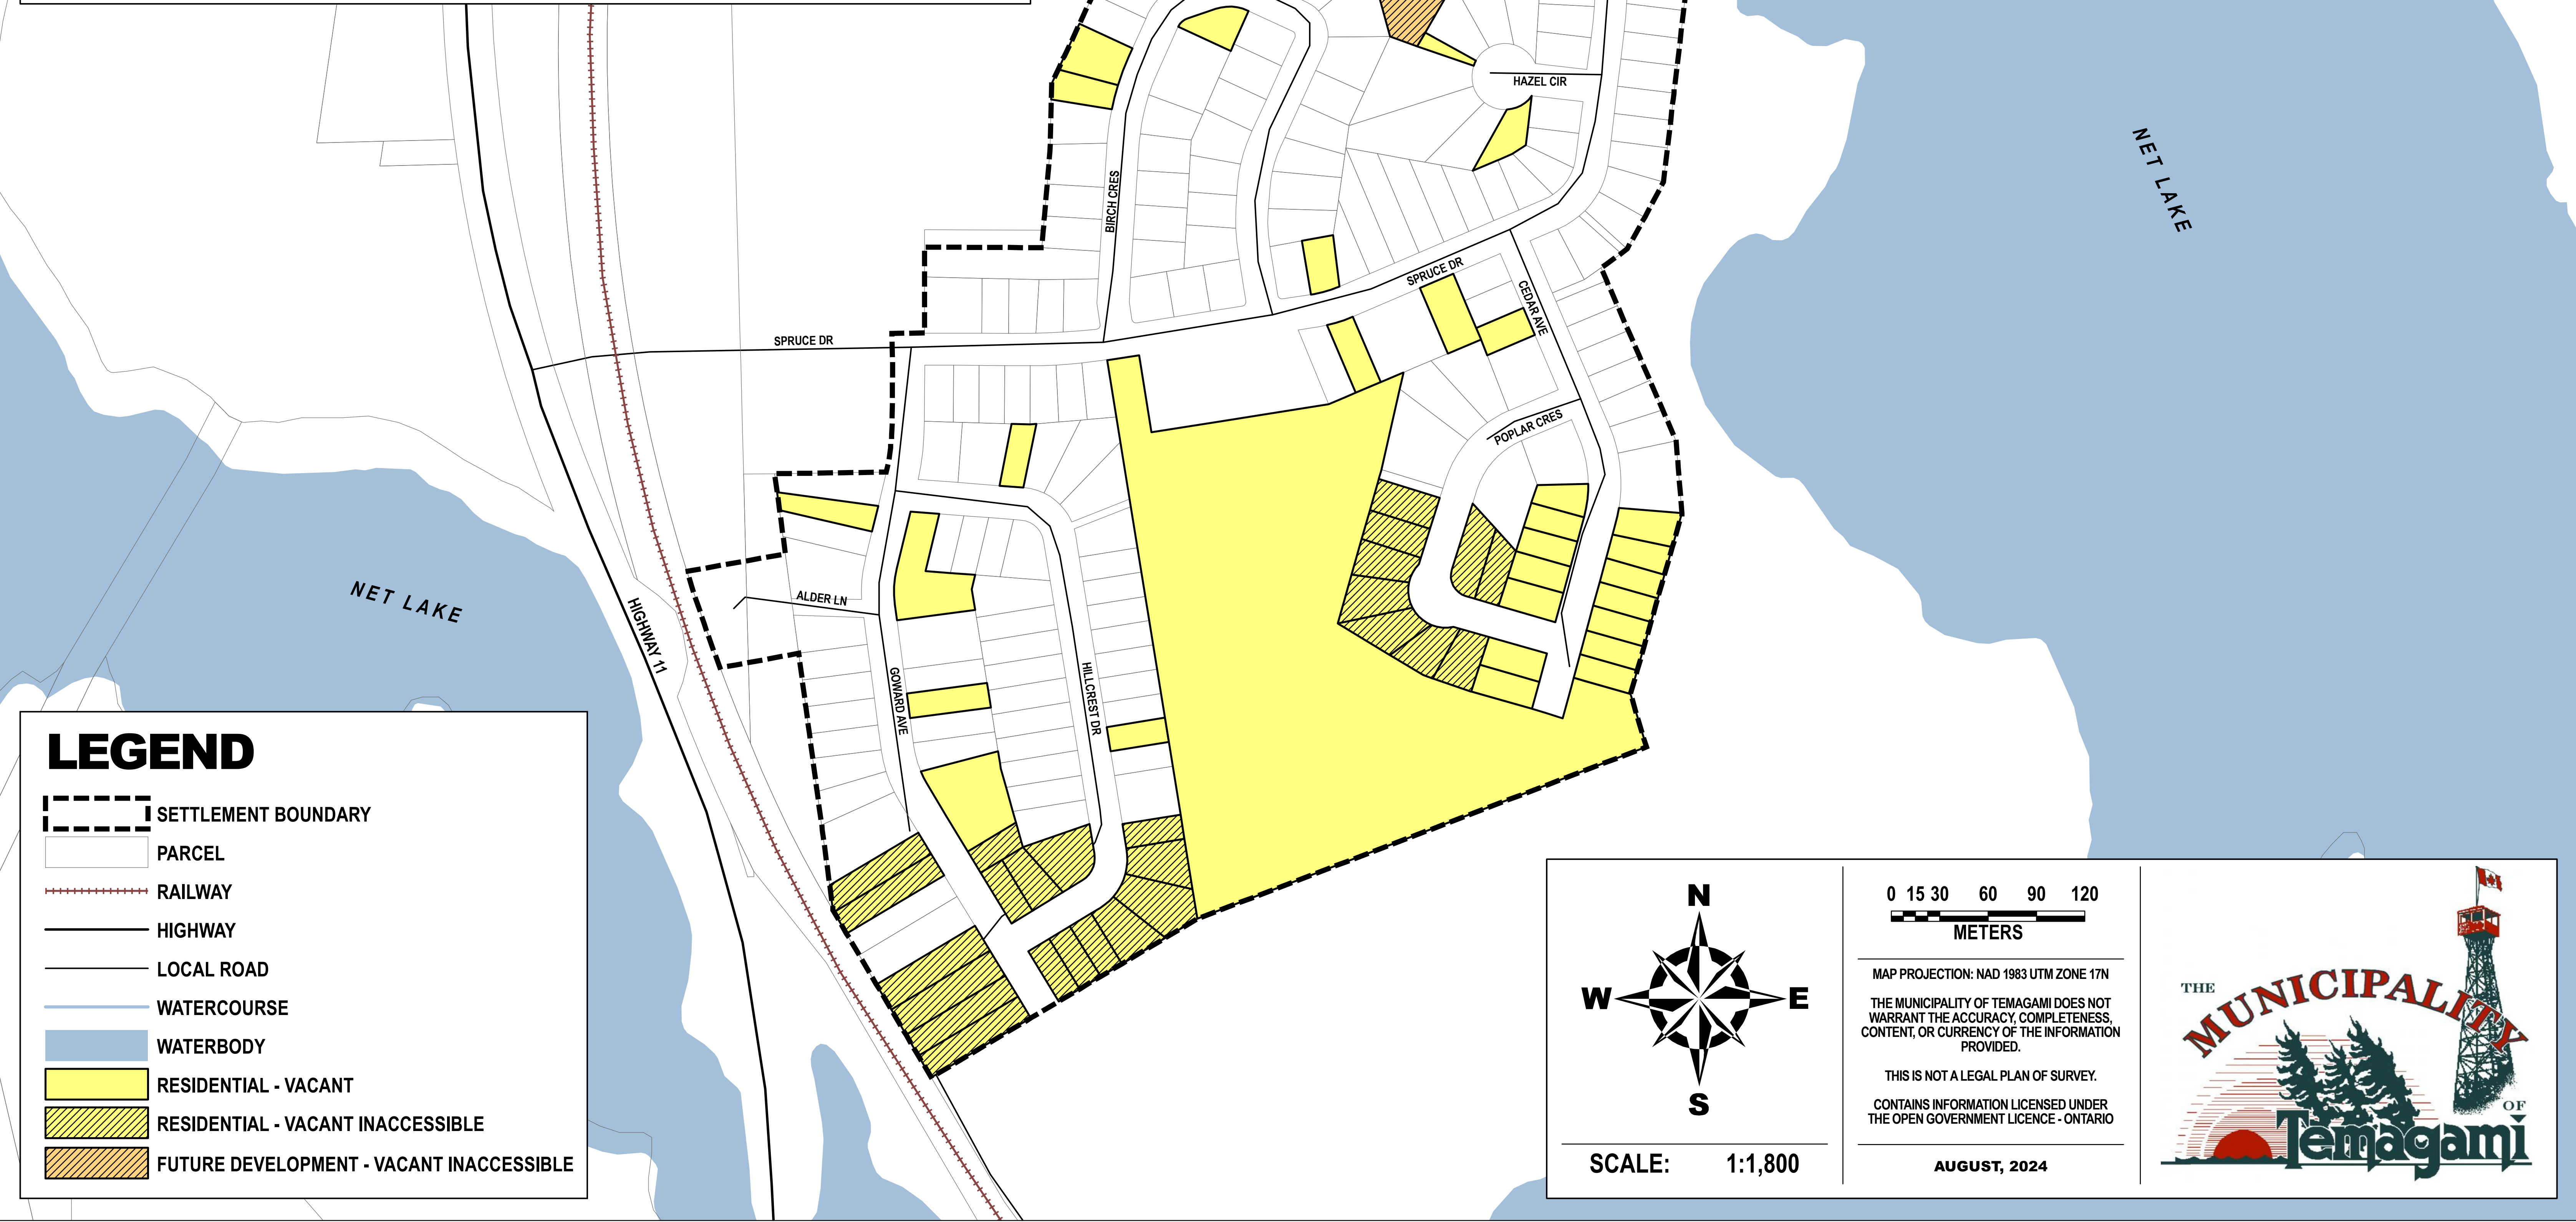 HAZEL CIR
NET LAKE
BIRCH CRES
SPRUCE DR
CEDAR AVE
SPRUCE DR
POPLAR CRES
NET LAKE
HIGHWAY 11
ALDER LN
GOWARD AVE
HILLCREST DR
LEGEND
SETTLEMENT BOUNDARY
PARCEL
RAILWAY
HIGHWAY
LOCAL ROAD
WATERCOURSE
WATERBODY
RESIDENTIAL - VACANT
RESIDENTIAL - VACANT INACCESSIBLE
FUTURE DEVELOPMENT - VACANT INACCESSIBLE
N
W E
S
SCALE: 1:1,800
0 15 30 60 90 120
METERS
MAP PROJECTION: NAD 1983 UTM ZONE 17N
THE MUNICIPALITY OF TEMAGAMI DOES NOT
WARRANT THE ACCURACY, COMPLETENESS,
CONTENT, OR CURRENCY OF THE INFORMATION
PROVIDED.
THIS IS NOT A LEGAL PLAN OF SURVEY.
CONTAINS INFORMATION LICENSED UNDER
THE OPEN GOVERNMENT LICENCE - ONTARIO
AUGUST, 2024
THE
MUNICIPALITY
OF
Temagami